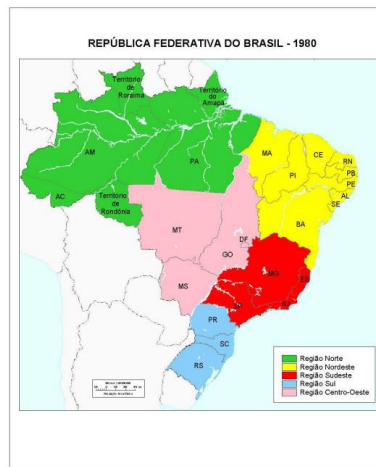 REPÚBLICA FEDERATIVA DO BRASIL - 1980
Território
de
Roraima
Território
do
Amapá
AM
PA
AC
Território
de
Rondônia
MA
CE
RN
PB
PE
AL
SE
PI
BA
MT
GO
DF
MS
MG
ES
RJ
SP
PR
SC
RS
Região Norte
Região Nordeste
Região Sudeste
Região Sul
Região Centro-Oeste